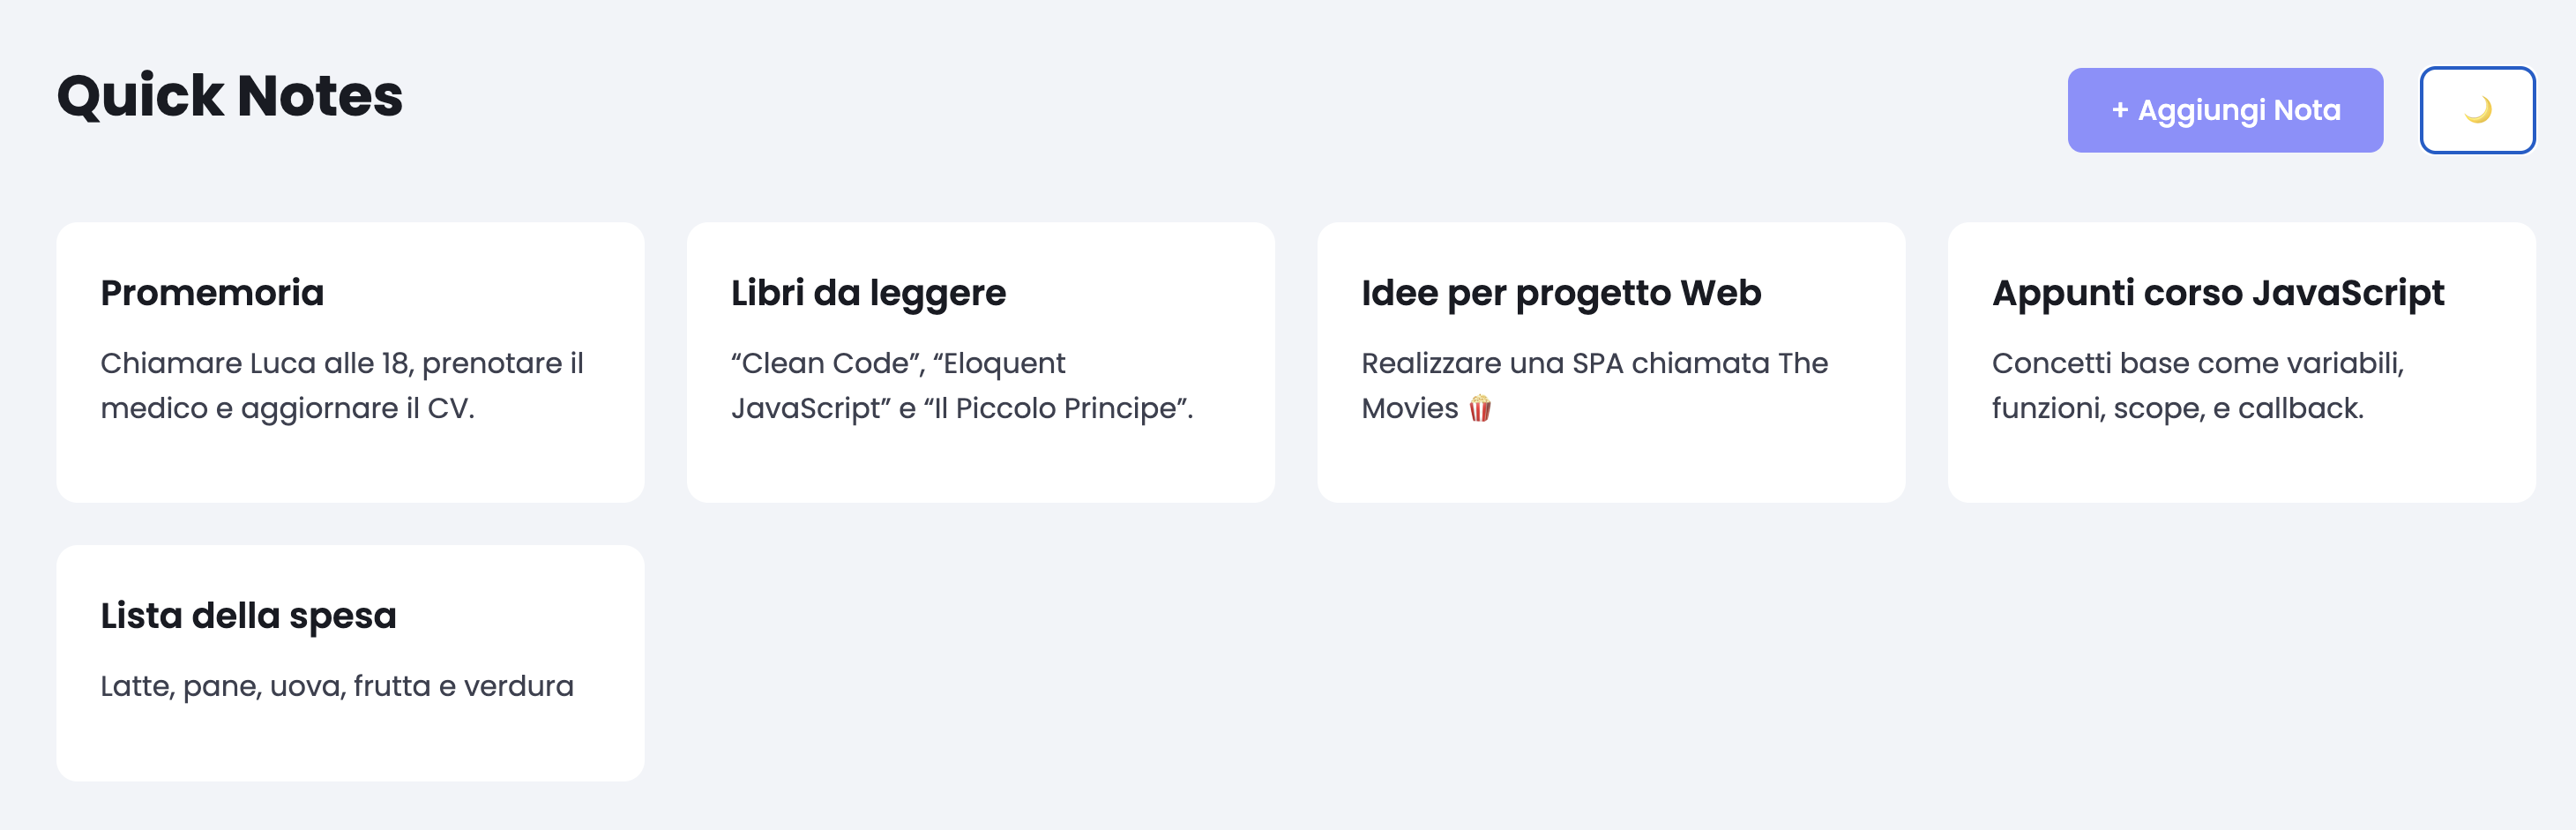 Quick Notes
+ Aggiungi Nota
🌙
Promemoria
Chiamare Luca alle 18, prenotare il
medico e aggiornare il CV.
Libri da leggere
“Clean Code”, “Eloquent
JavaScript” e “Il Piccolo Principe”.
Idee per progetto Web
Realizzare una SPA chiamata The
Movies 🍿
Appunti corso JavaScript
Concetti base come variabili,
funzioni, scope, e callback.
Lista della spesa
Latte, pane, uova, frutta e verdura